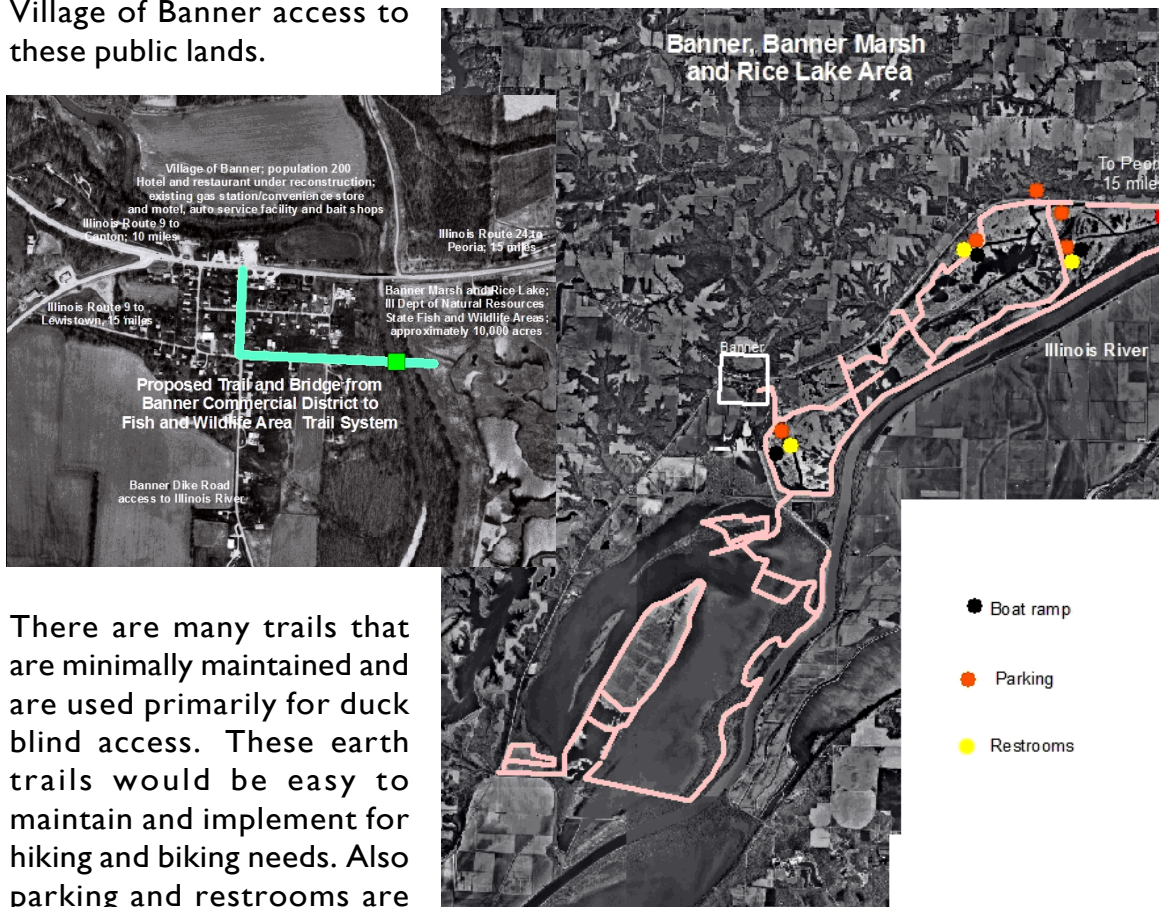 Village of Banner access to
these public lands.
Banner, Banner Marsh
and Rice Lake Area
Village of Banner; population 200
Hotel and restaurant under reconstruction;
existing gas station/convenience store
and motel, auto service facility and bait shops
Illinois Route 9 to
Canton; 10 miles
Illinois Route 24 to
Peoria; 15 miles
Illinois Route 9 to
Lewistown, 15 miles
Banner Marsh and Rice Lake;
Ill Dept of Natural Resources
State Fish and Wildlife Areas;
approximately 10,000 acres
Proposed Trail and Bridge from
Banner Commercial District to
Fish and Wildlife Area Trail System
Banner Dike Road
access to Illinois River
To Peor
15 mile
Banner
Illinois River
Boat ramp
Parking
Restrooms
There are many trails that
are minimally maintained and
are used primarily for duck
blind access. These earth
trails would be easy to
maintain and implement for
hiking and biking needs. Also
parking and restrooms are